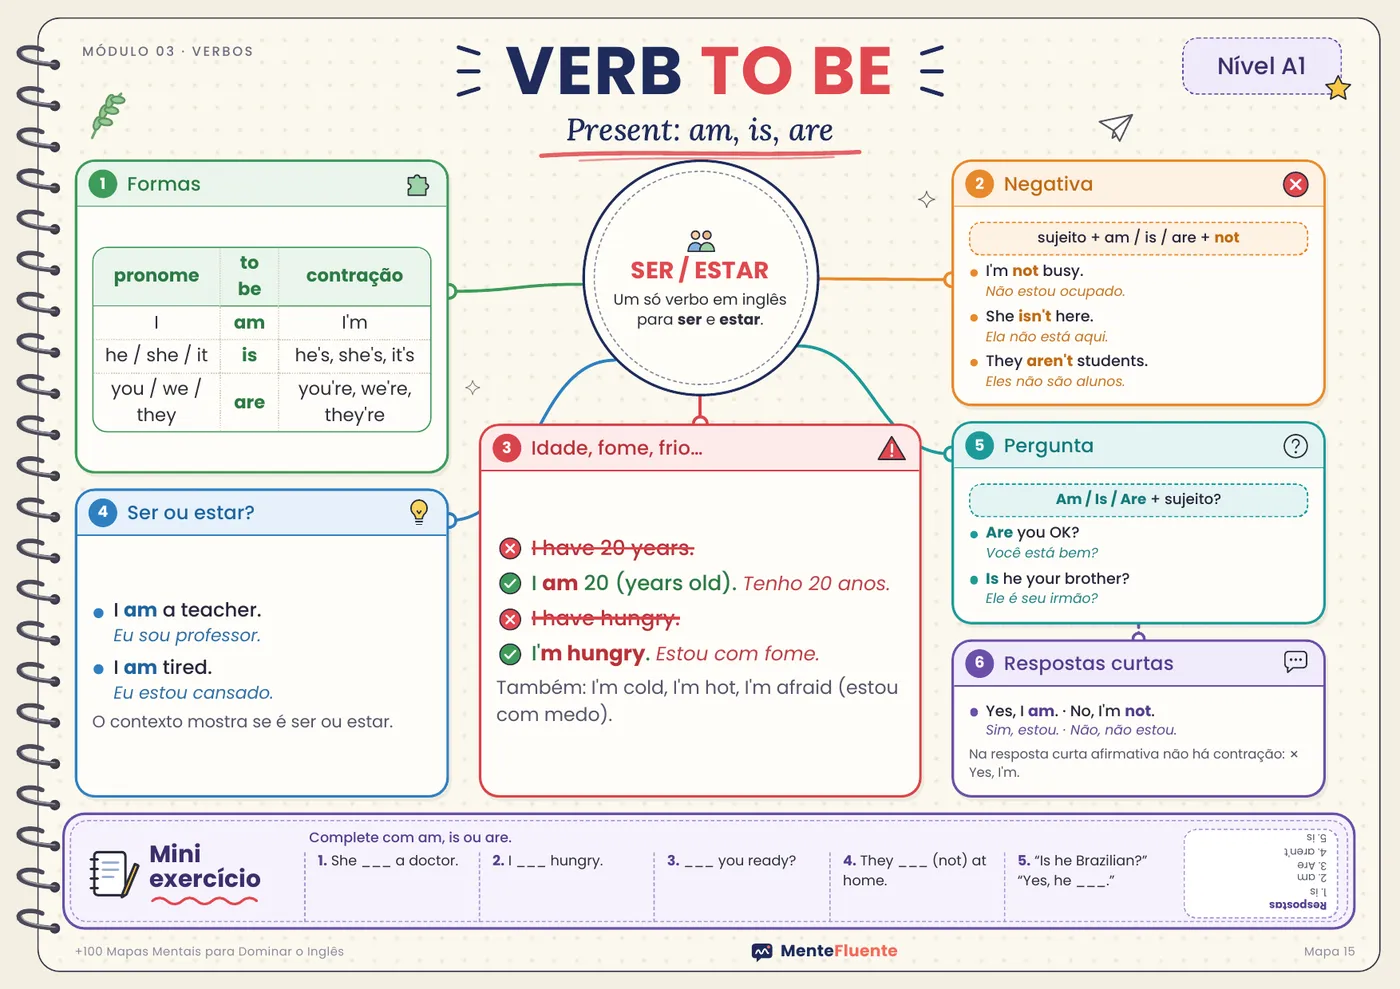 MÓDULO 03 · VERBOS
VERB TO BE
Present: am, is, are
Nível A1
1 Formas
pronome to be contração
I am I'm
he / she / it is he's, she's, it's
you / we / they are you're, we're, they're
SER / ESTAR
Um só verbo em inglês
para ser e estar.
2 Negativa
sujeito + am / is / are + not
I'm not busy.
Não estou ocupado.
She isn't here.
Ela não está aqui.
They aren't students.
Eles não são alunos.
3 Idade, fome, frio...
I have 20 years.
I am 20 (years old). Tenho 20 anos.
I have hungry.
I'm hungry. Estou com fome.
Também: I'm cold, I'm hot, I'm afraid (estou
com medo).
4 Ser ou estar?
I am a teacher.
Eu sou professor.
I am tired.
Eu estou cansado.
O contexto mostra se é ser ou estar.
5 Pergunta
Am / Is / Are + sujeito?
Are you OK?
Você está bem?
Is he your brother?
Ele é seu irmão?
6 Respostas curtas
Yes, I am. · No, I'm not.
Sim, estou. · Não, não estou.
Na resposta curta afirmativa não há contração: ×
Yes, I'm.
Mini
exercício
Complete com am, is ou are.
1. She ___ a doctor.
2. I ___ hungry.
3. ___ you ready?
4. They ___ (not) at
home.
5. “Is he Brazilian?”
“Yes, he ___.”
Respostas
1. is
2. am
3. Are
4. aren't
5. is
+100 Mapas Mentais para Dominar o Inglês
MenteFluente
Mapa 15